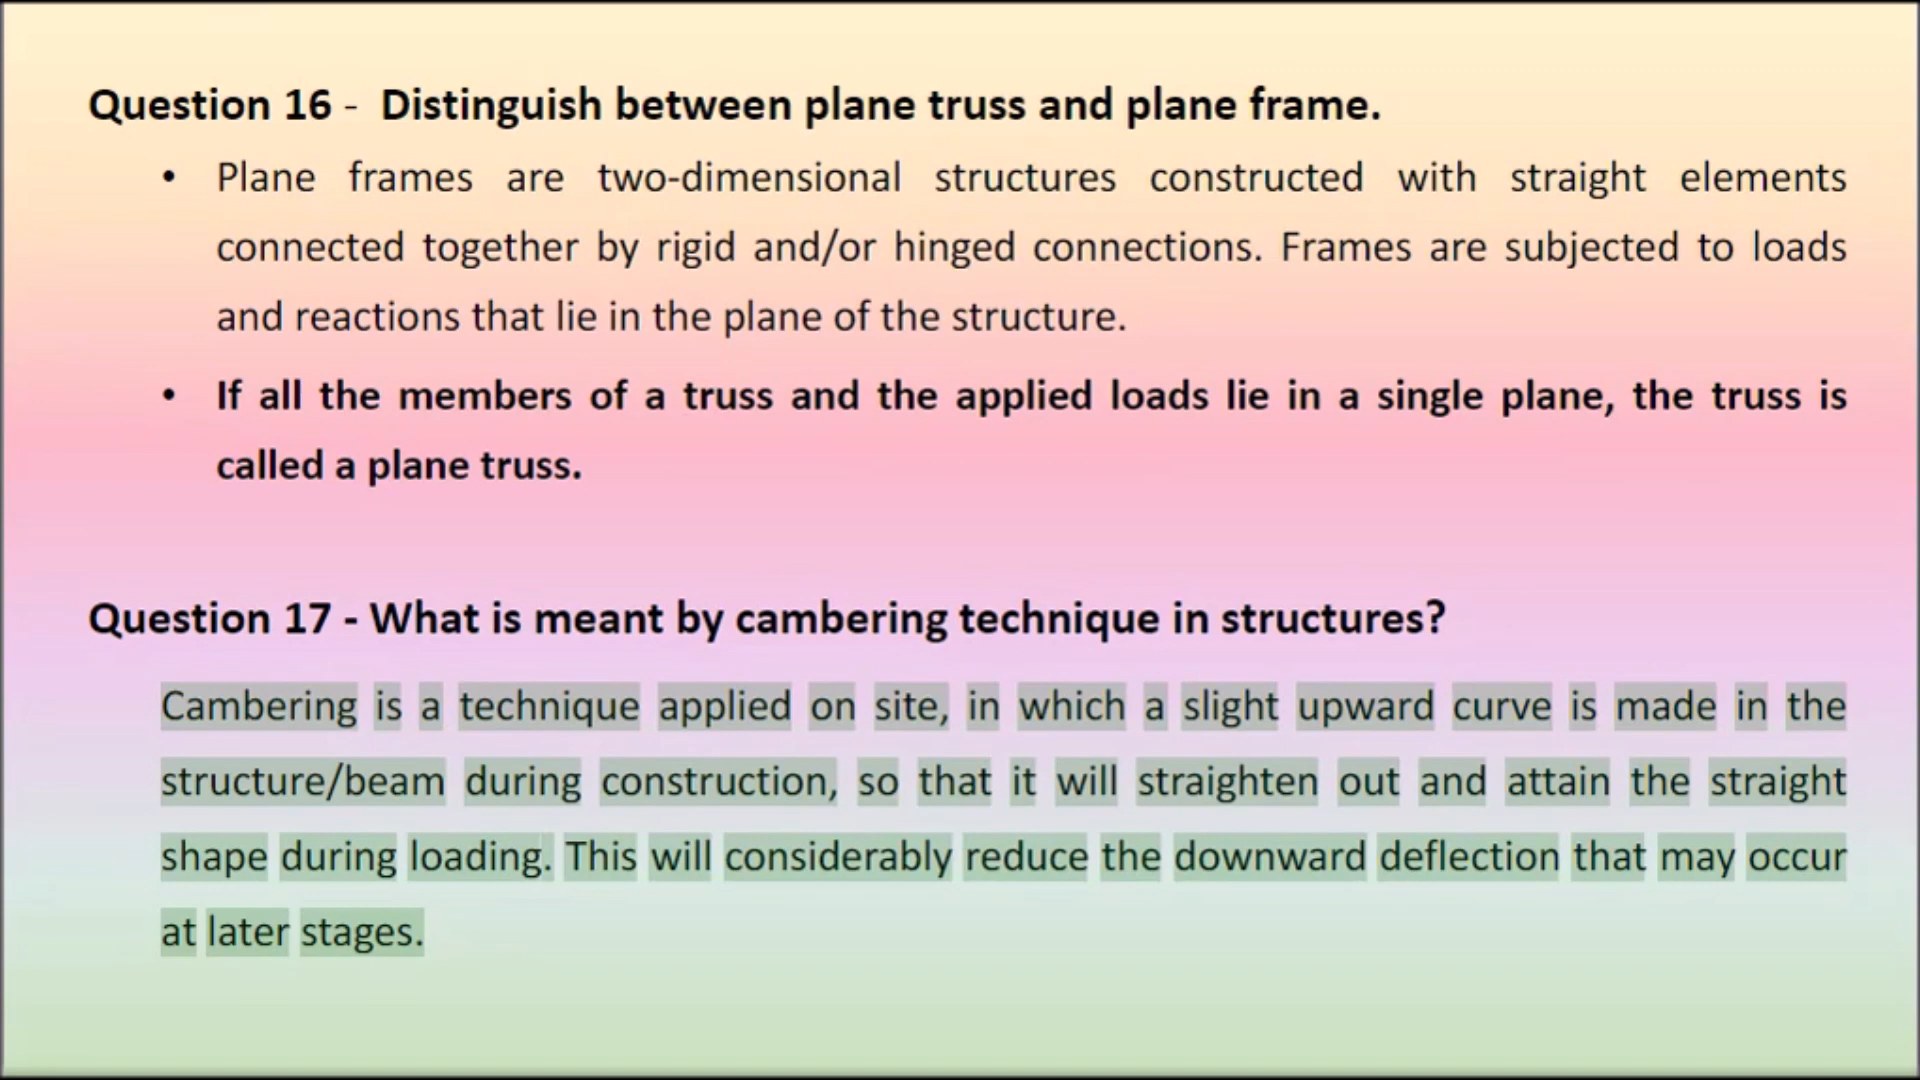 Question 16 - Distinguish between plane truss and plane frame.
• Plane frames are two-dimensional structures constructed with straight elements
connected together by rigid and/or hinged connections. Frames are subjected to loads
and reactions that lie in the plane of the structure.
• If all the members of a truss and the applied loads lie in a single plane, the truss is
called a plane truss.
Question 17 - What is meant by cambering technique in structures?
Cambering is a technique applied on site, in which a slight upward curve is made in the
structure/beam during construction, so that it will straighten out and attain the straight
shape during loading. This will considerably reduce the downward deflection that may occur
at later stages.